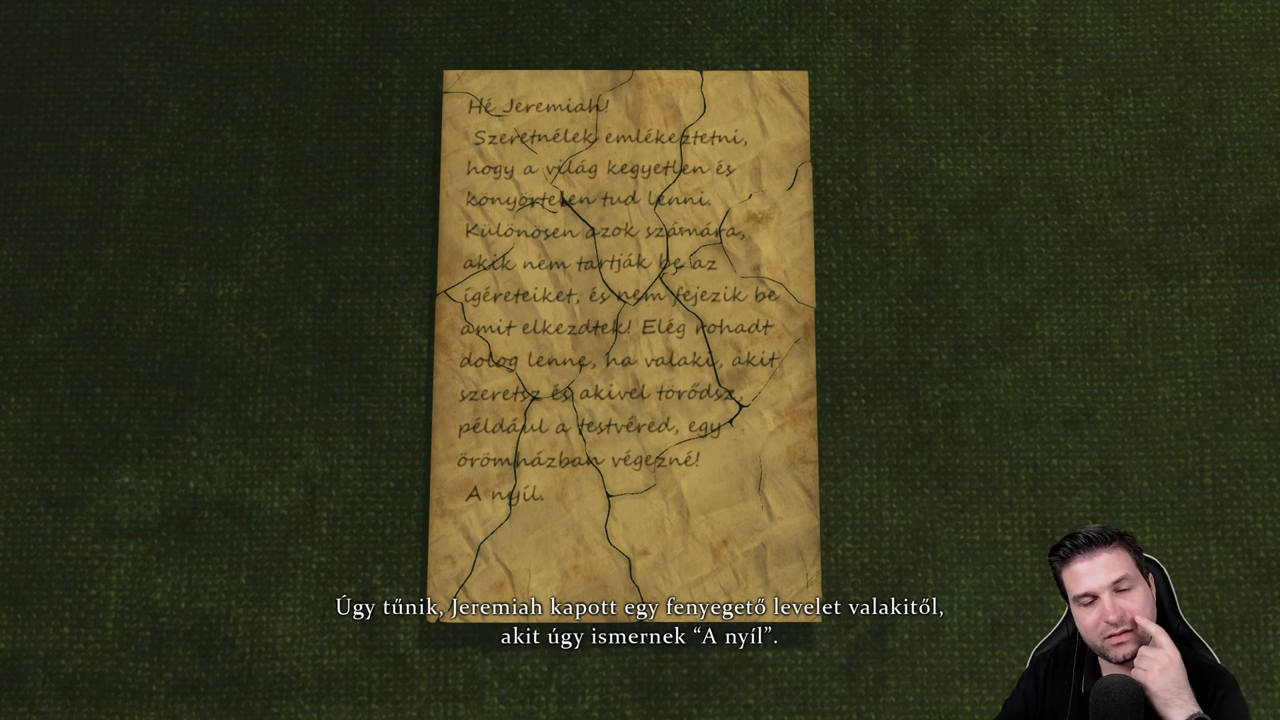 Hé Jeremiah!
Szeretnélek emlékeztetni,
hogy a világ kegyetlen és
könyörtelen tud lenni.
Különösen azok számára,
akik nem tartják be az
ígéreteiket, és nem fejezik be
amit elkezdtek! Elég rohadt
dolog lenne, ha valaki, akit
szeretsz és akivel törődsz,
például a testvéred, egy
örömházban végezné!
A nyíl.
Úgy tűnik, Jeremiah kapott egy fenyegető levelet valakitől,
akit úgy ismernek “A nyíl”.